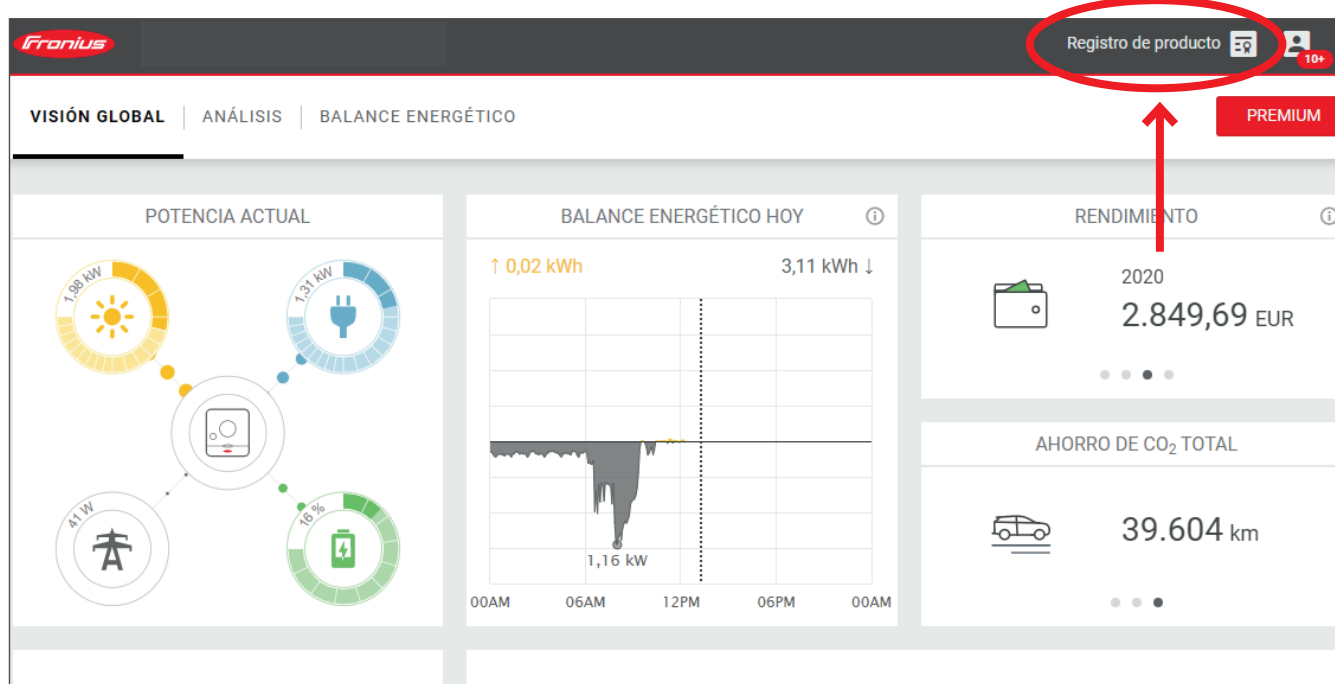 Fronius
Registro de producto
10+
VISIÓN GLOBAL
ANÁLISIS
BALANCE ENERGÉTICO
PREMIUM
POTENCIA ACTUAL
1,98 kW
1,31 kW
41 W
16 %
BALANCE ENERGÉTICO HOY
↑ 0,02 kWh
3,11 kWh ↓
1,16 kW
00AM 06AM 12PM 06PM 00AM
RENDIMIENTO
2020
2.849,69 EUR
AHORRO DE CO₂ TOTAL
39.604 km